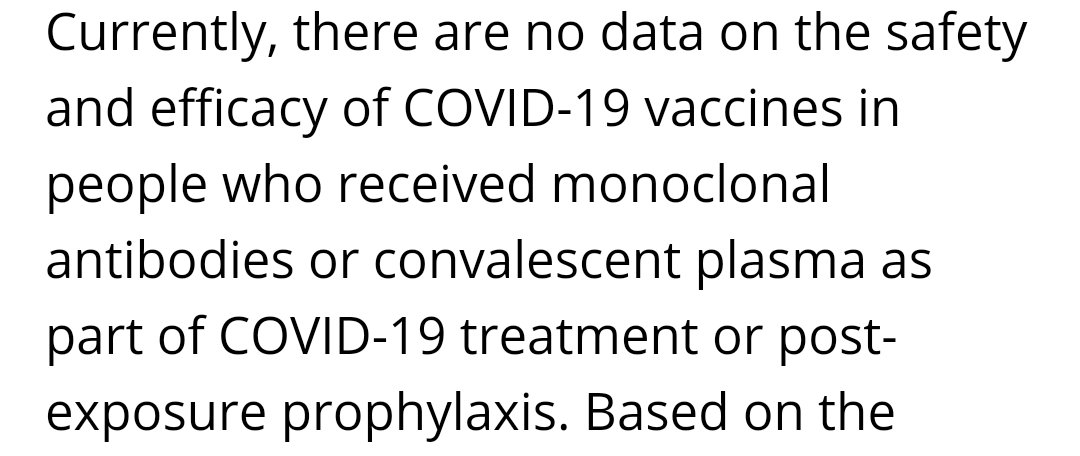 Currently, there are no data on the safety
and efficacy of COVID-19 vaccines in
people who received monoclonal
antibodies or convalescent plasma as
part of COVID-19 treatment or post-
exposure prophylaxis. Based on the